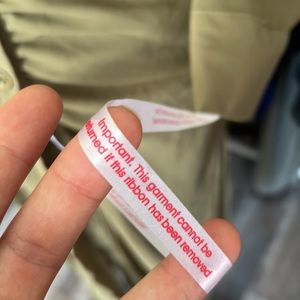 Important. This garment cannot be
returned if this ribbon has been removed